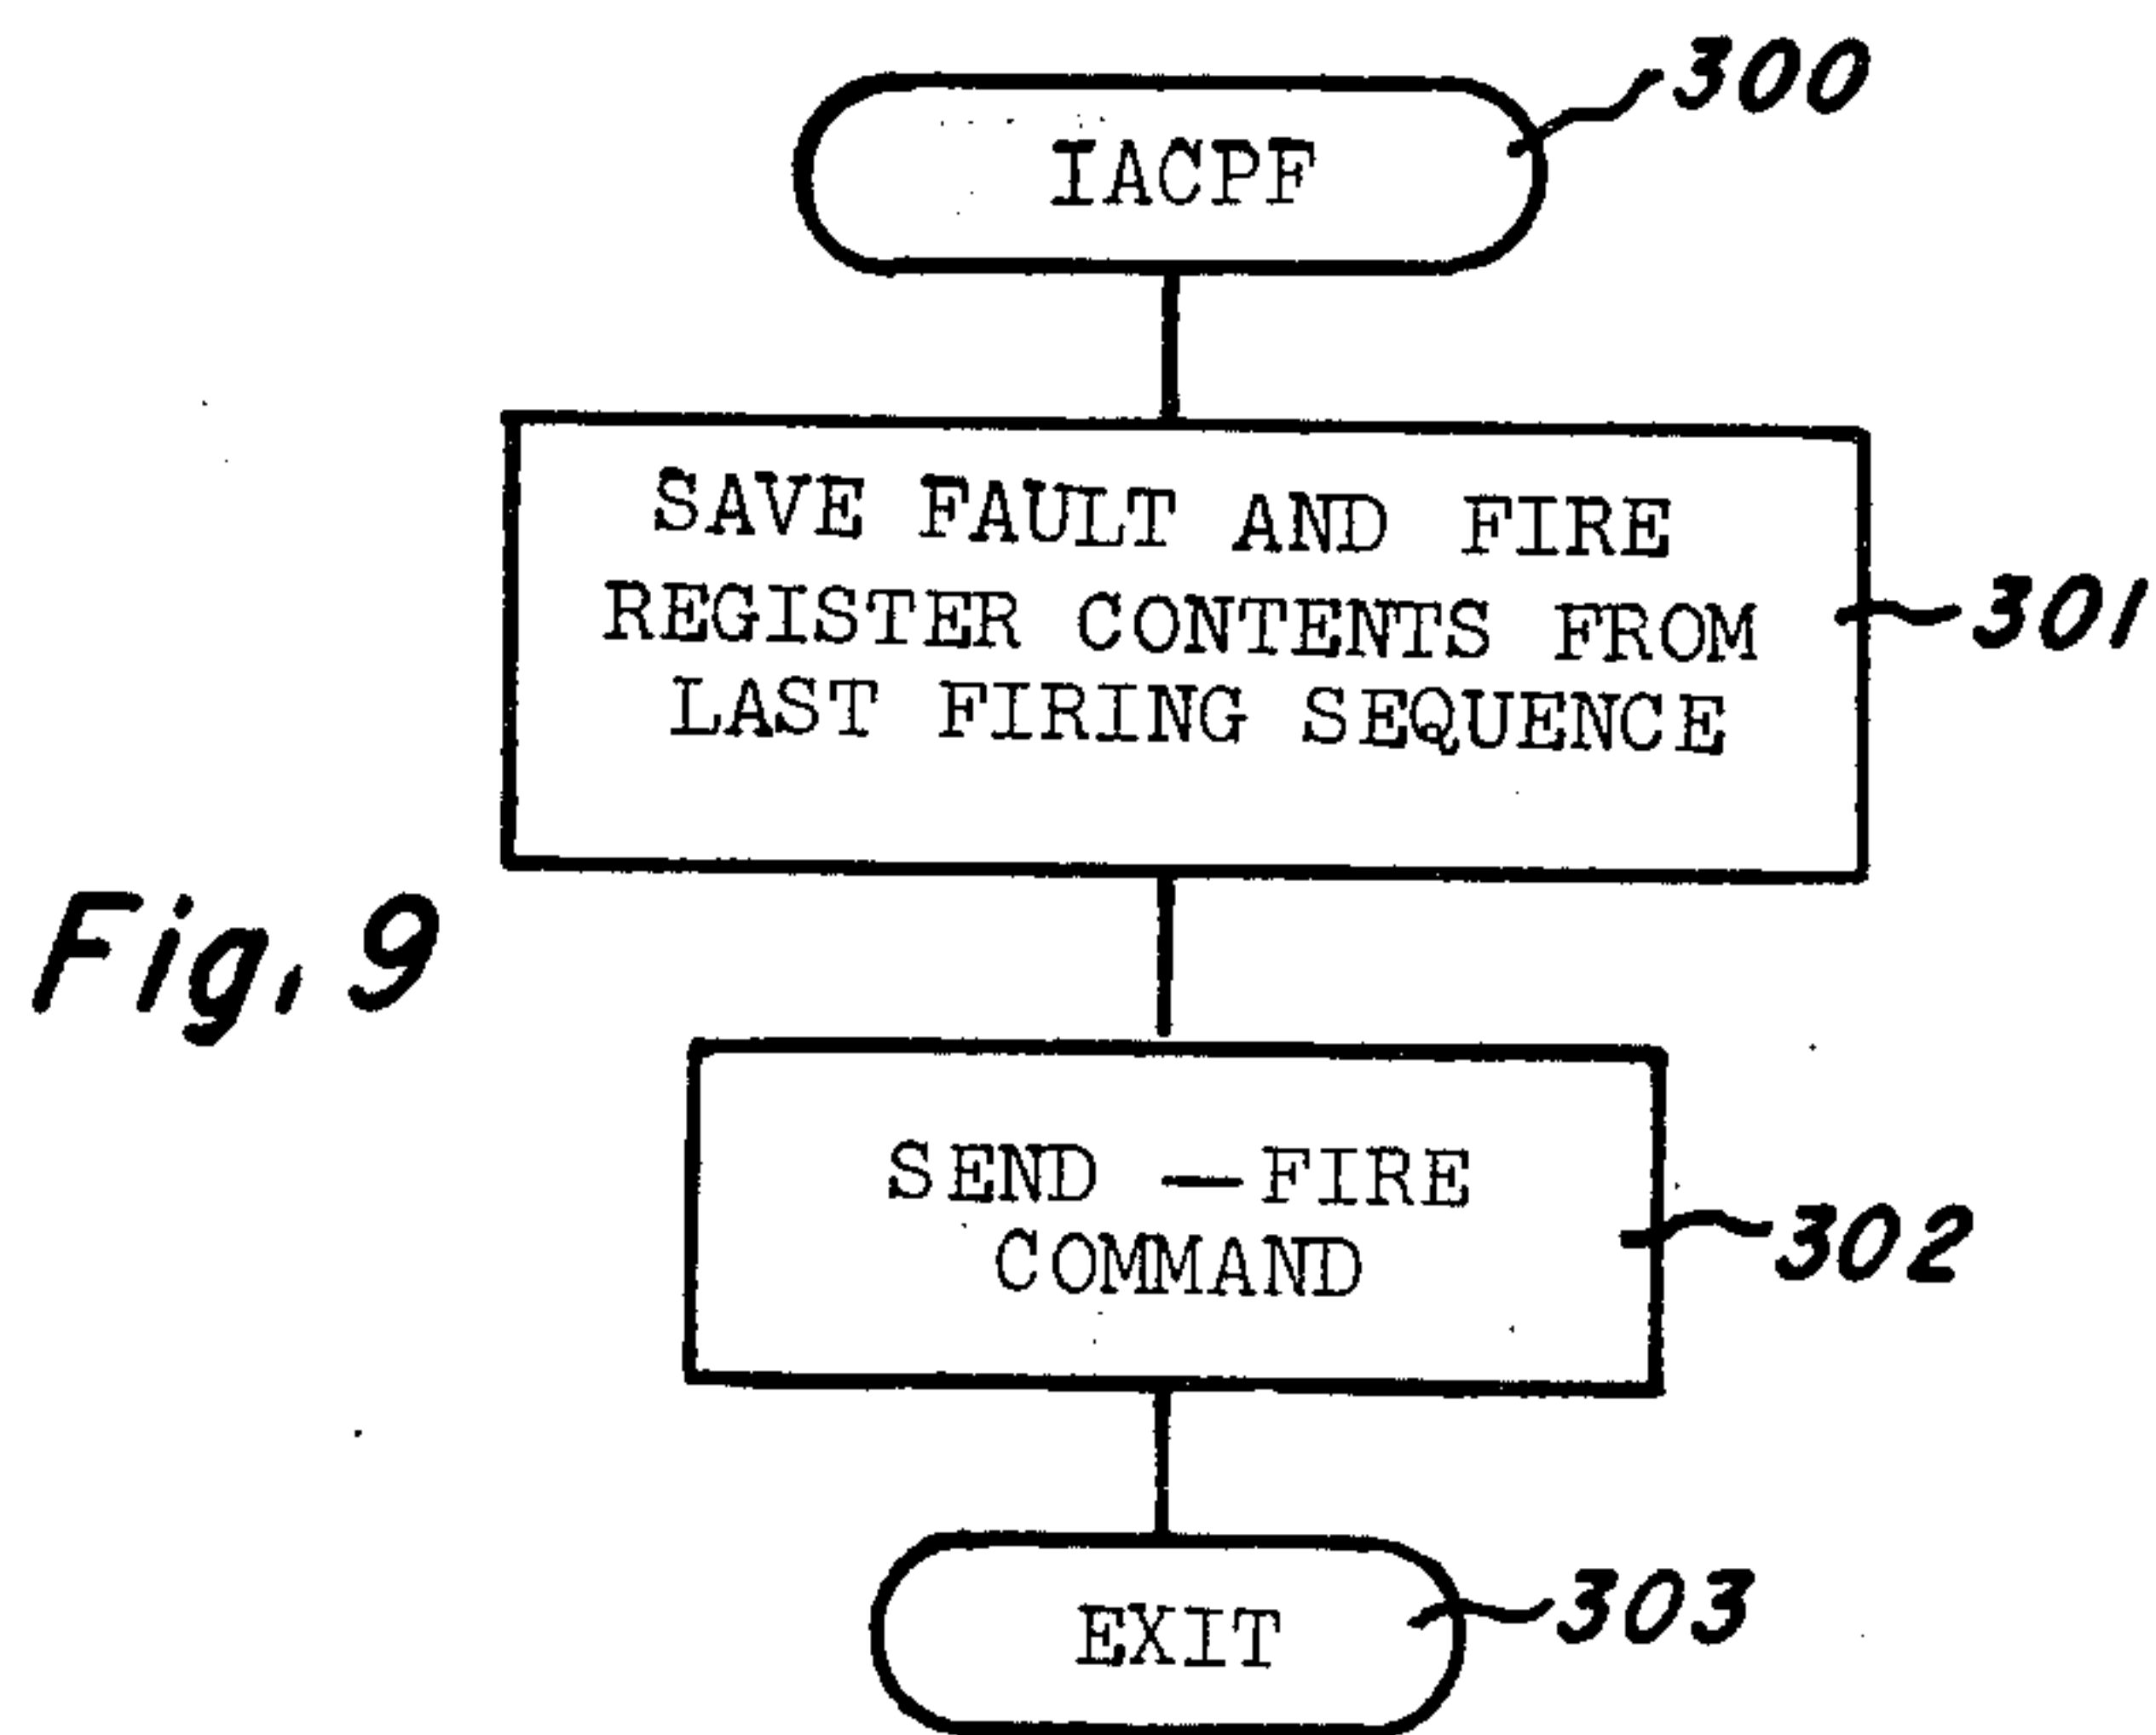 300
IACPF
SAVE FAULT AND FIRE
REGISTER CONTENTS FROM
LAST FIRING SEQUENCE
301
Fig. 9
SEND —FIRE
COMMAND
302
EXIT
303